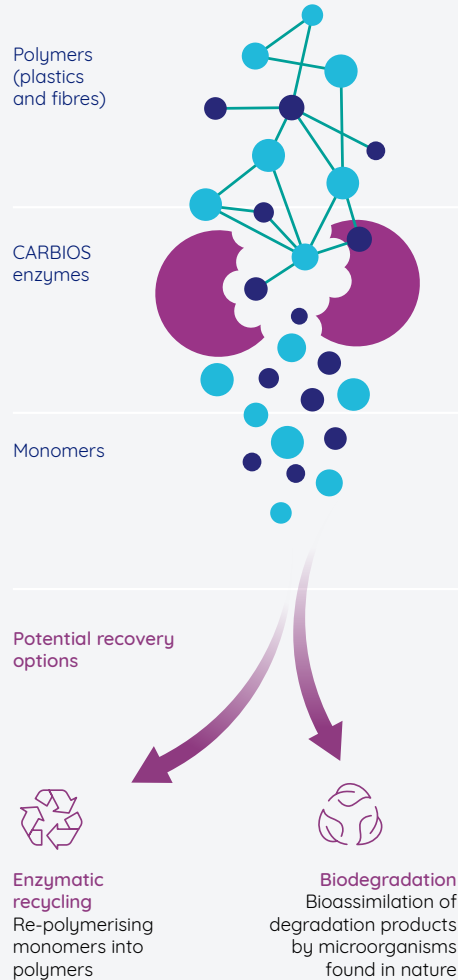 Polymers
(plastics
and fibres)
CARBIOS
enzymes
Monomers
Potential recovery
options
Enzymatic
recycling
Re-polymerising
monomers into
polymers
Biodegradation
Bioassimilation of
degradation products
by microorganisms
found in nature